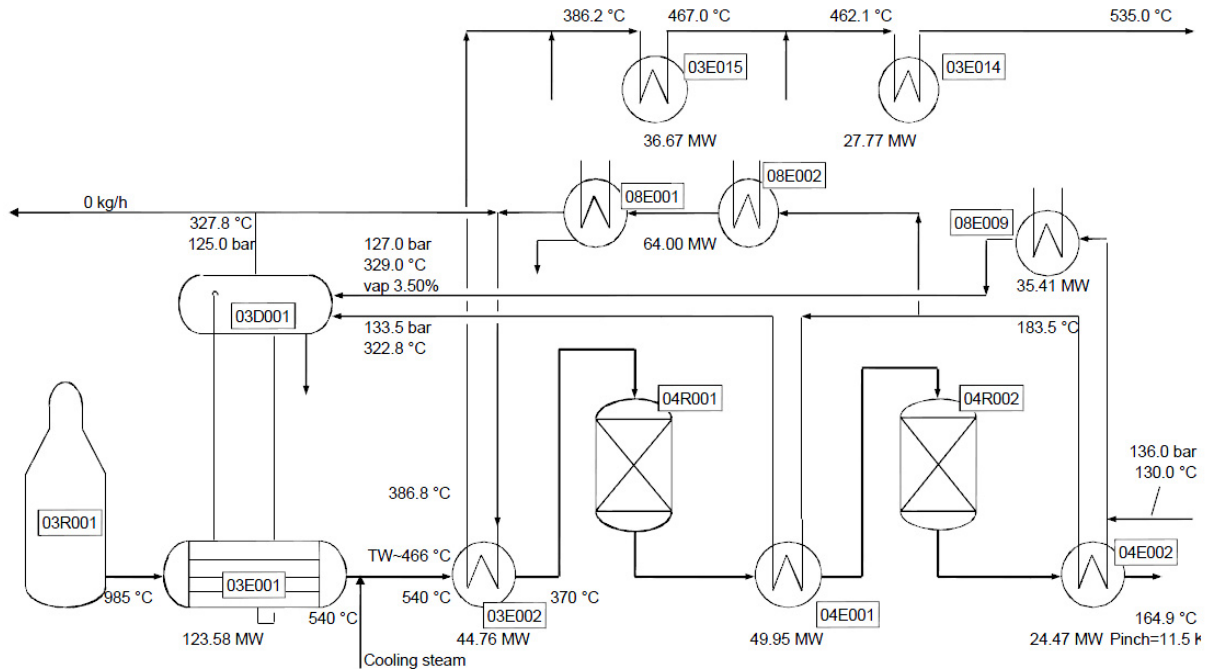 386.2 °C
467.0 °C
462.1 °C
535.0 °C
03E015
03E014
36.67 MW
27.77 MW
08E002
08E001
0 kg/h
327.8 °C
125.0 bar
127.0 bar
329.0 °C
vap 3.50%
64.00 MW
08E009
35.41 MW
03D001
133.5 bar
322.8 °C
183.5 °C
04R001
04R002
136.0 bar
130.0 °C
386.8 °C
03R001
TW~466 °C
04E002
985 °C
03E001
540 °C
540 °C
370 °C
03E002
04E001
164.9 °C
123.58 MW
44.76 MW
49.95 MW
24.47 MW Pinch=11.5 K
Cooling steam